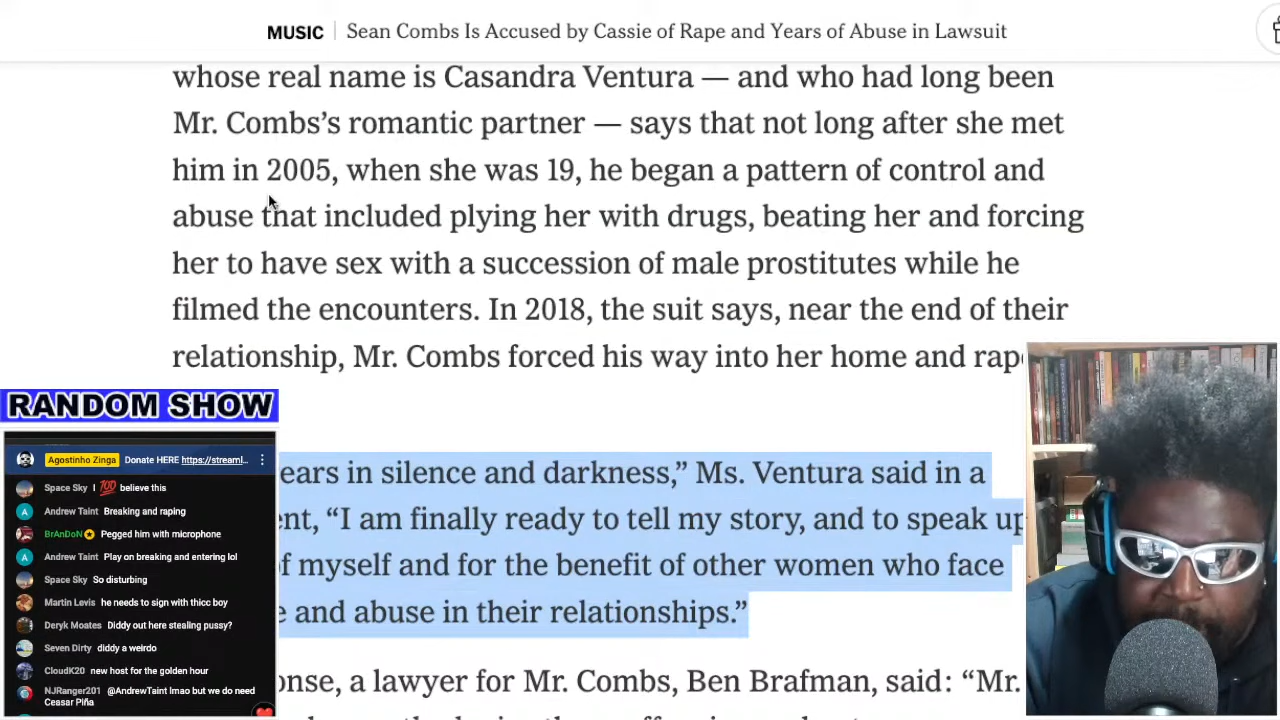 MUSIC Sean Combs Is Accused by Cassie of Rape and Years of Abuse in Lawsuit
whose real name is Casandra Ventura — and who had long been
Mr. Combs’s romantic partner — says that not long after she met
him in 2005, when she was 19, he began a pattern of control and
abuse that included plying her with drugs, beating her and forcing
her to have sex with a succession of male prostitutes while he
filmed the encounters. In 2018, the suit says, near the end of their
relationship, Mr. Combs forced his way into her home and
ears in silence and darkness,” Ms. Ventura said in a
ent, “I am finally ready to tell my story, and to speak up
of myself and for the benefit of other women who face
and abuse in their relationships.”
onse, a lawyer for Mr. Combs, Ben Brafman, said: “Mr.
RANDOM SHOW
Agostinho Zinga Donate HERE https://streaml...
Space Sky I 💯 believe this
Andrew Taint Breaking and raping
BrAnDoN Pegged him with microphone
Andrew Taint Play on breaking and entering lol
Space Sky So disturbing
Martin Levis he needs to sign with thicc boy
Deryk Moates Diddy out here stealing pussy?
Seven Dirty diddy a weirdo
CloudK20 new host for the golden hour
NJRanger201 @AndrewTaint lmao but we do need
Ceasar Piña